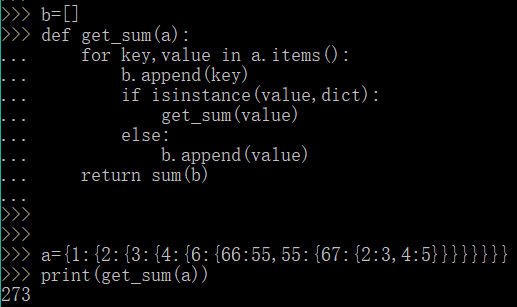 >>> b=[]
>>> def get_sum(a):
...     for key,value in a.items():
...         b.append(key)
...         if isinstance(value,dict):
...             get_sum(value)
...         else:
...             b.append(value)
...     return sum(b)
...
>>>
>>>
>>> a={1:{2:{3:{4:{6:{66:55,55:{67:{2:3,4:5}}}}}}}}
>>> print(get_sum(a))
273